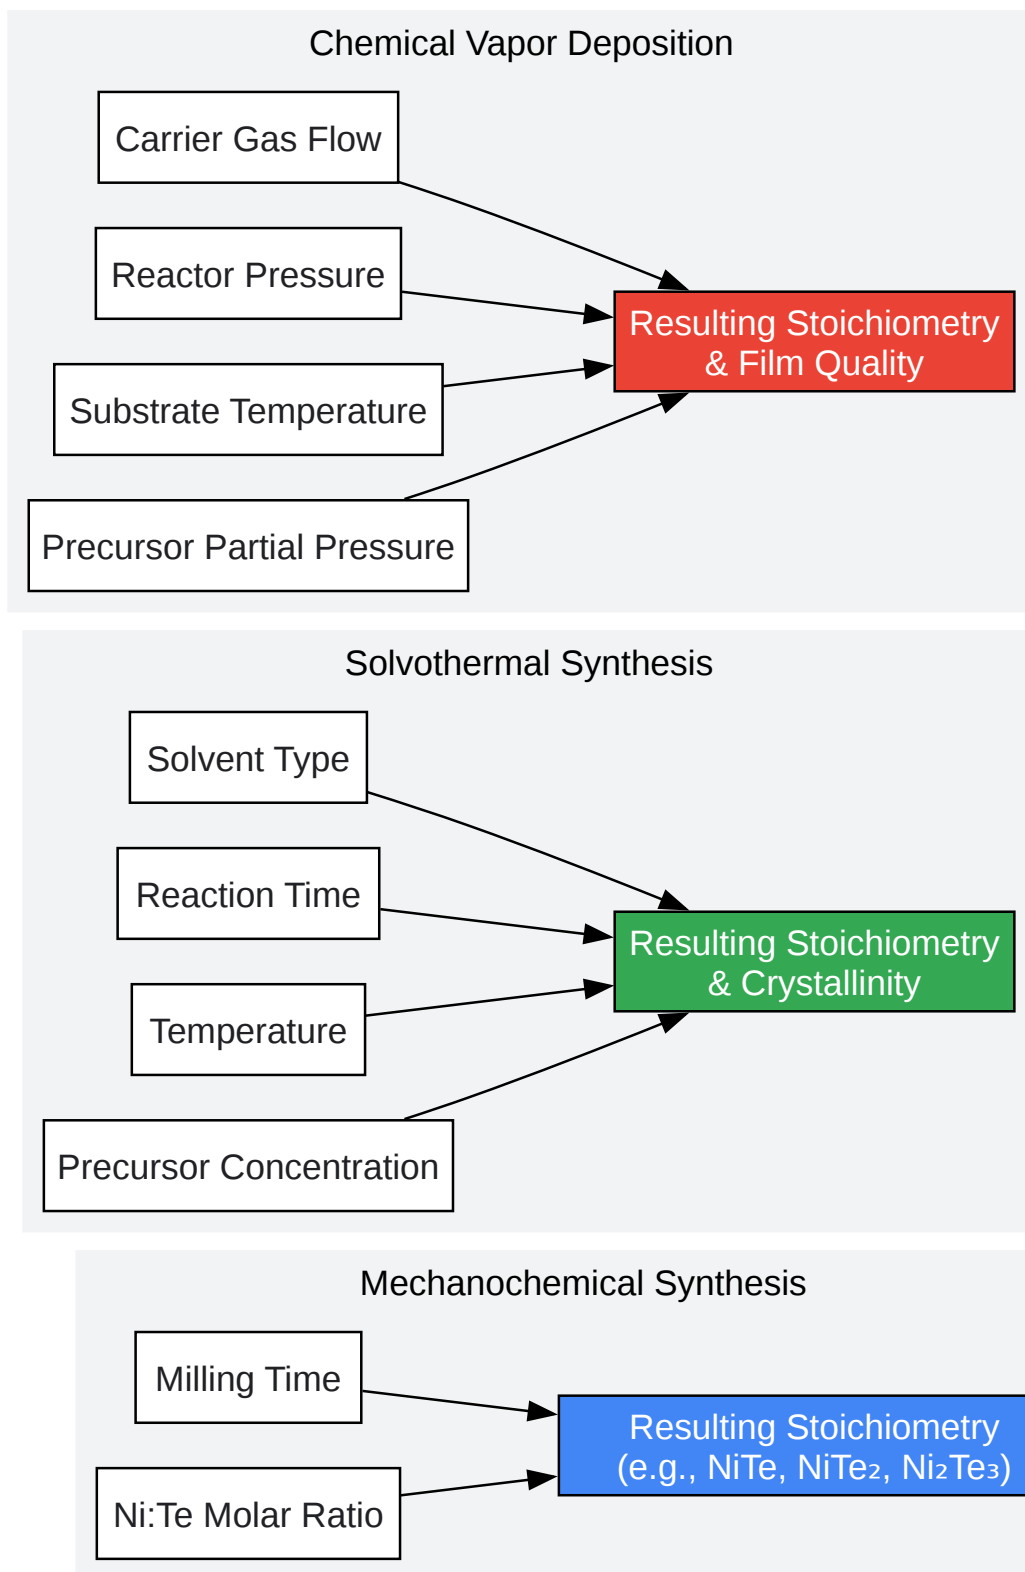 Chemical Vapor Deposition
Carrier Gas Flow
Reactor Pressure
Substrate Temperature
Precursor Partial Pressure
Resulting Stoichiometry
& Film Quality
Solvothermal Synthesis
Solvent Type
Reaction Time
Temperature
Precursor Concentration
Resulting Stoichiometry
& Crystallinity
Mechanochemical Synthesis
Milling Time
Ni:Te Molar Ratio
Resulting Stoichiometry
(e.g., NiTe, NiTe₂, Ni₂Te₃)